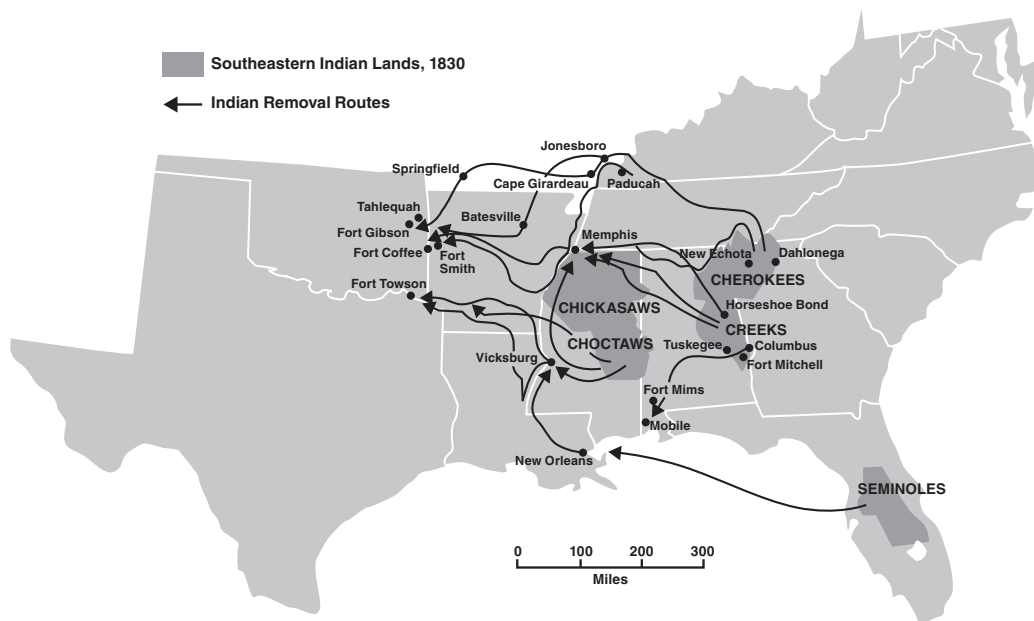 Southeastern Indian Lands, 1830
Indian Removal Routes
Jonesboro
Springfield
Cape Girardeau
Paducah
Tahlequah
Batesville
Fort Gibson
Memphis
Fort Coffee
Fort
Smith
New Echota
Dahlonega
CHEROKEES
Fort Towson
CHICKASAWS
Horseshoe Bond
CREEKS
CHOCTAWS
Tuskegee
Columbus
Vicksburg
Fort Mitchell
Fort Mims
Mobile
New Orleans
SEMINOLES
0 100 200 300
Miles